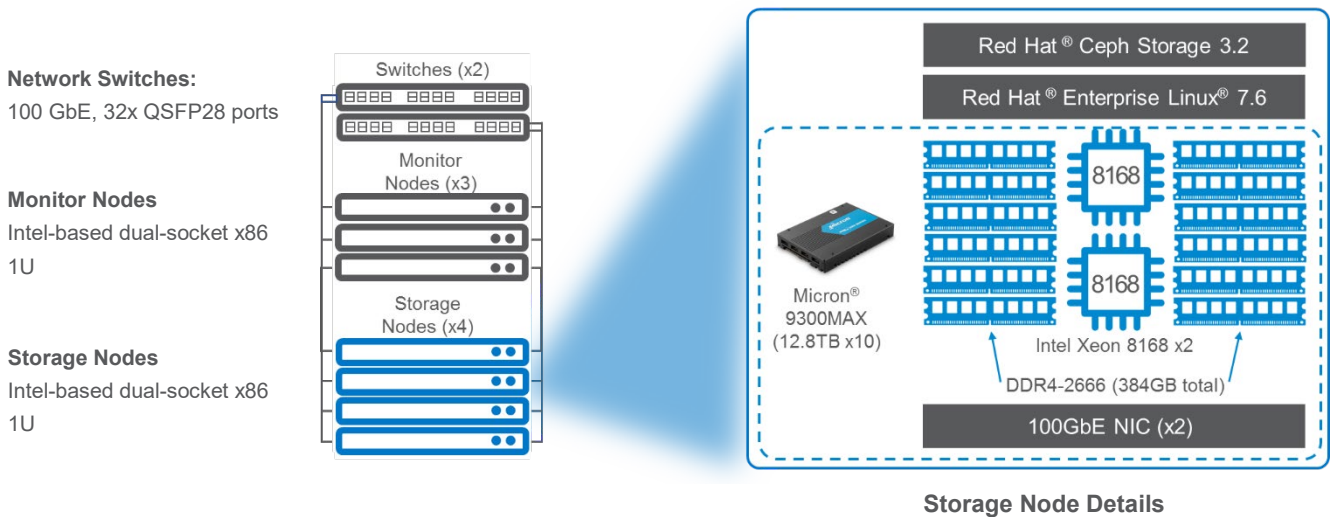 Network Switches:
100 GbE, 32x QSFP28 ports
Monitor Nodes
Intel-based dual-socket x86
1U
Storage Nodes
Intel-based dual-socket x86
1U
Switches (x2)
Monitor
Nodes (x3)
Storage
Nodes (x4)
Red Hat ® Ceph Storage 3.2
Red Hat ® Enterprise Linux® 7.6
8168
8168
Micron
Micron®
9300MAX
(12.8TB x10)
Intel Xeon 8168 x2
DDR4-2666 (384GB total)
100GbE NIC (x2)
Storage Node Details